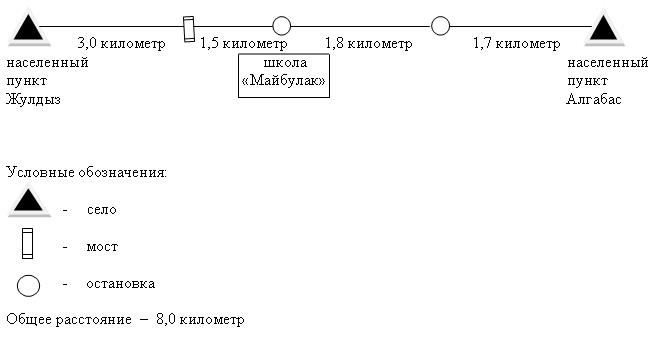 3,0 километр 1,5 километр 1,8 километр 1,7 километр
населенный
пункт
Жулдыз
школа
«Майбулак»
населенный
пункт
Алгабас
Условные обозначения:
- село
- мост
- остановка
Общее расстояние – 8,0 километр